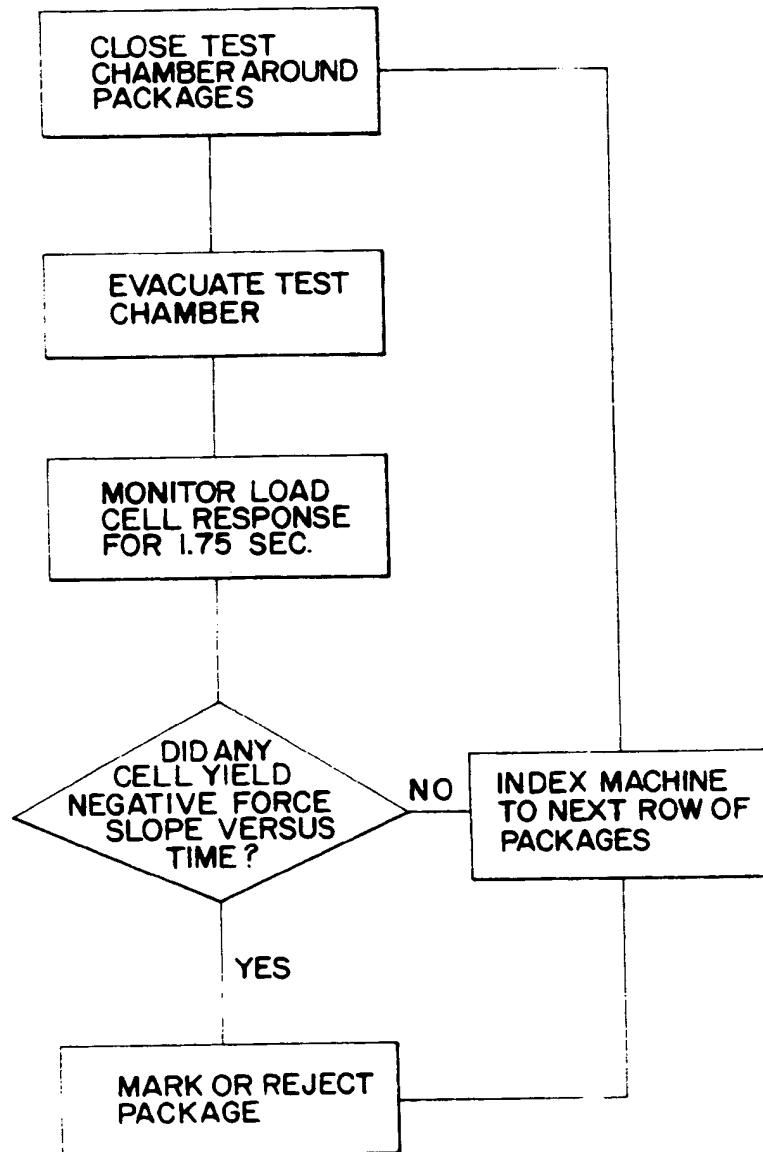 CLOSE TEST
CHAMBER AROUND
PACKAGES
EVACUATE TEST
CHAMBER
MONITOR LOAD
CELL RESPONSE
FOR 1.75 SEC.
DID ANY
CELL YIELD
NEGATIVE FORCE
SLOPE VERSUS
TIME?
NO
INDEX MACHINE
TO NEXT ROW OF
PACKAGES
YES
MARK OR REJECT
PACKAGE